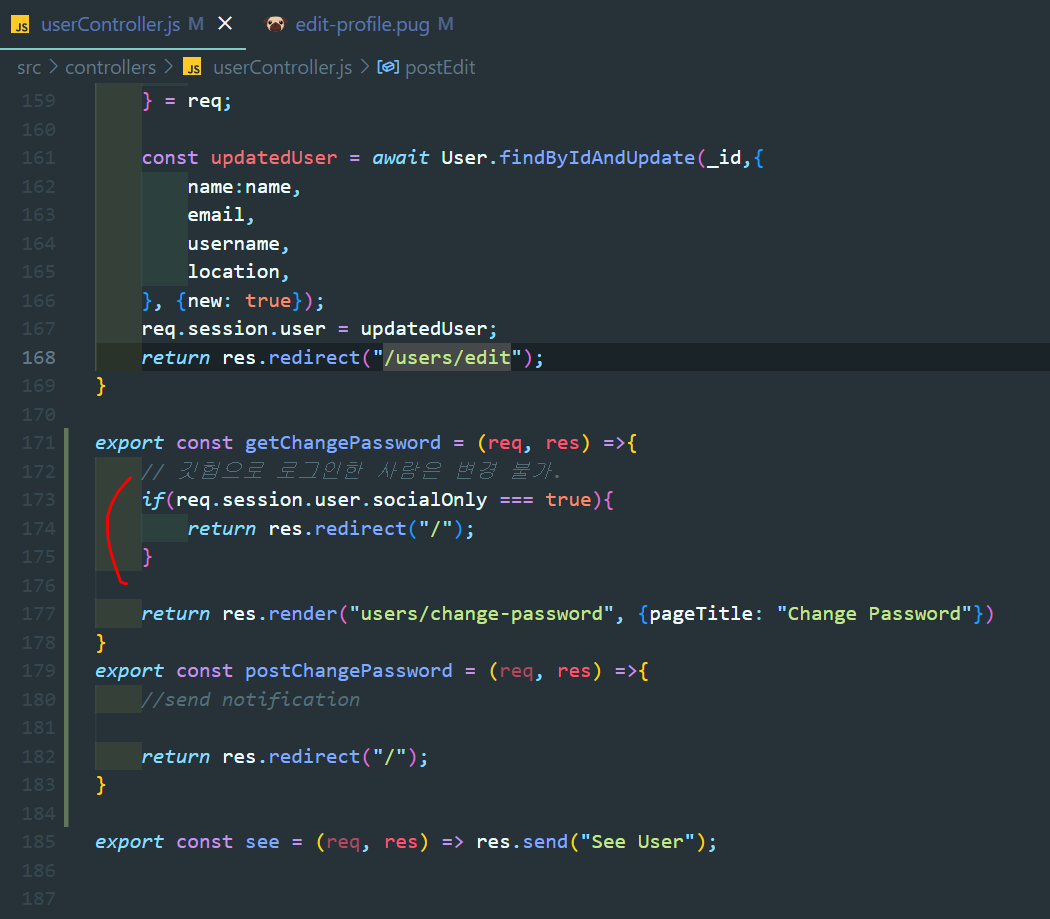 JS userController.js M ✕ edit-profile.pug M
src > controllers > JS userController.js > postEdit
159 } = req;
160
161 const updatedUser = await User.findByIdAndUpdate(_id,{
162 name:name,
163 email,
164 username,
165 location,
166 }, {new: true});
167 req.session.user = updatedUser;
168 return res.redirect("/users/edit");
169 }
170
171 export const getChangePassword = (req, res) =>{
172 // 깃헙으로 로그인한 사람은 변경 불가.
173 if(req.session.user.socialOnly === true){
174 return res.redirect("/");
175 }
176
177 return res.render("users/change-password", {pageTitle: "Change Password"})
178 }
179 export const postChangePassword = (req, res) =>{
180 //send notification
181
182 return res.redirect("/");
183 }
184
185 export const see = (req, res) => res.send("See User");
186
187